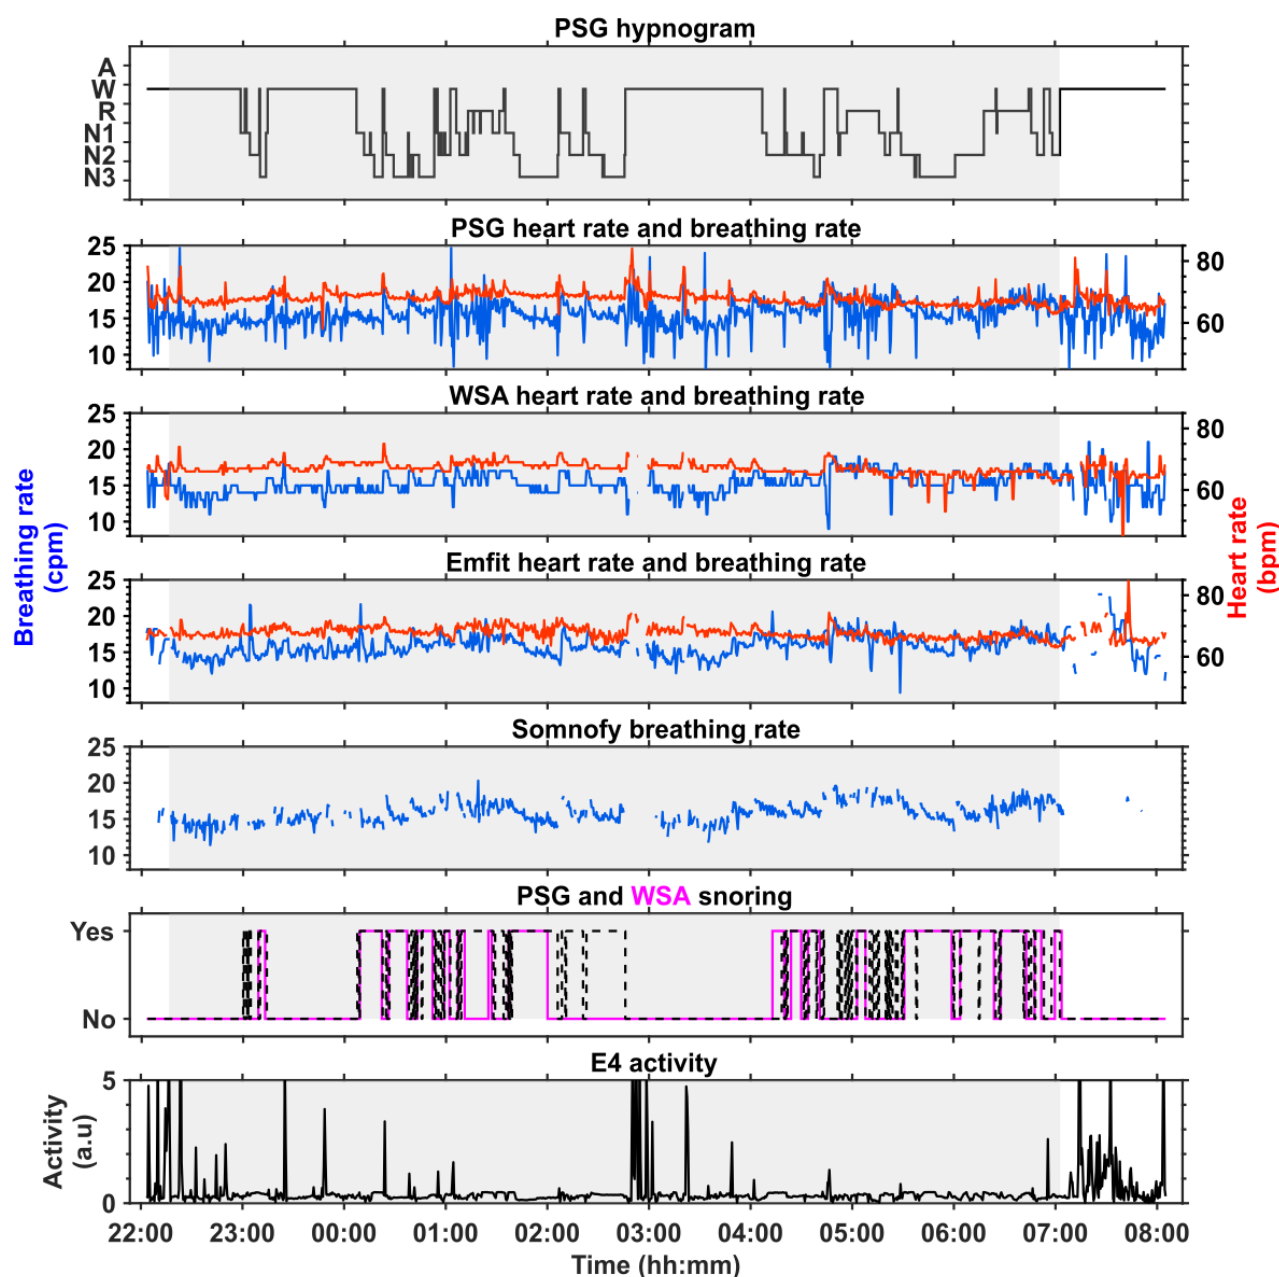 PSG hypnogram
A
W
R
N1
N2
N3
PSG heart rate and breathing rate
25
20
15
10
80
60
WSA heart rate and breathing rate
25
20
15
10
80
60
Breathing rate
(cpm)
Heart rate
(bpm)
Emfit heart rate and breathing rate
25
20
15
10
80
60
Somnofy breathing rate
25
20
15
10
PSG and WSA snoring
Yes
No
E4 activity
Activity
(a.u)
5
0
22:00 23:00 00:00 01:00 02:00 03:00 04:00 05:00 06:00 07:00 08:00
Time (hh:mm)